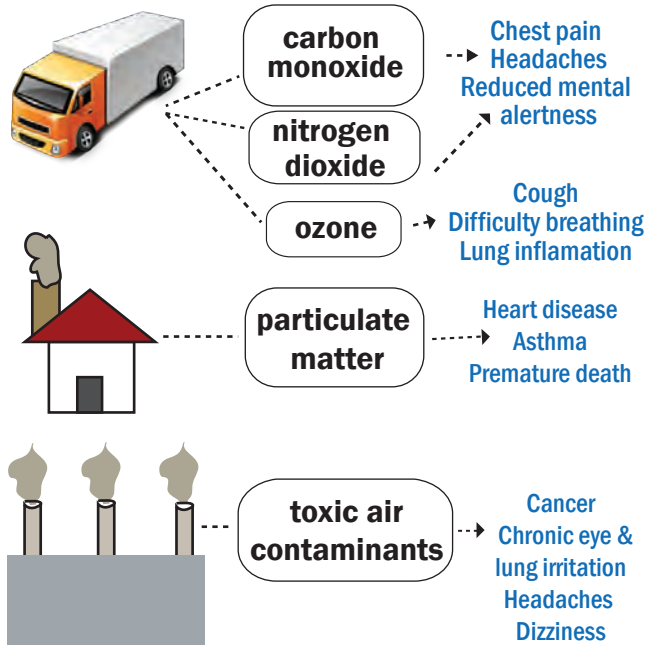 carbon
monoxide
Chest pain
Headaches
Reduced mental
alertness
nitrogen
dioxide
ozone
Cough
Difficulty breathing
Lung inflamation
particulate
matter
Heart disease
Asthma
Premature death
toxic air
contaminants
Cancer
Chronic eye &
lung irritation
Headaches
Dizziness